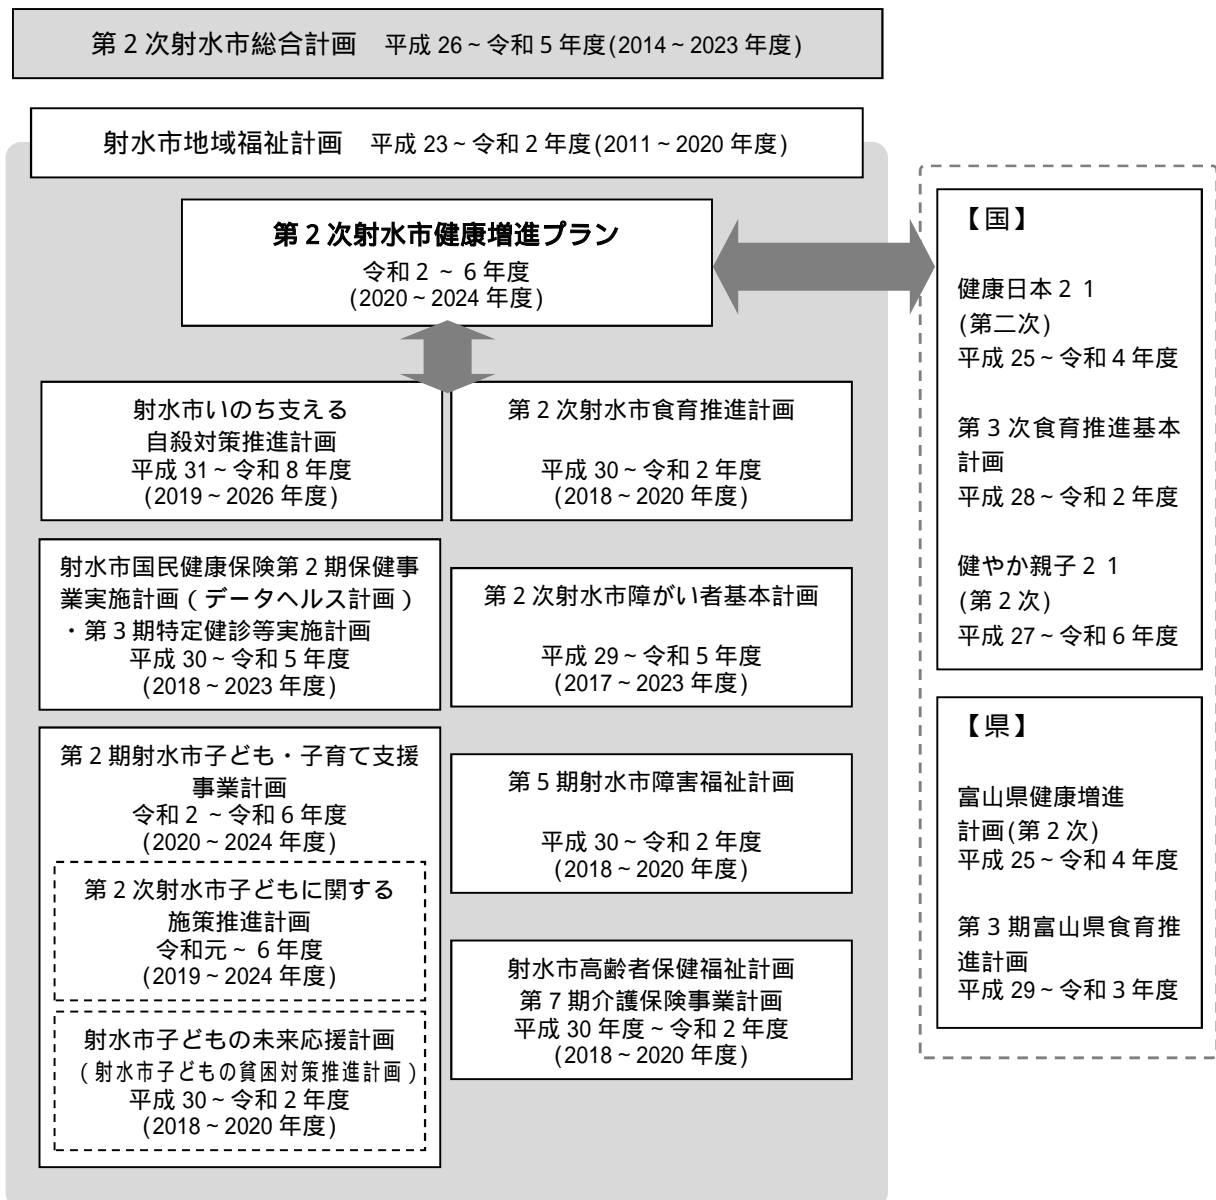 第２次射水市総合計画　平成 26～令和 5 年度(2014～2023 年度)
射水市地域福祉計画　平成 23～令和 2 年度(2011～2020 年度)
第２次射水市健康増進プラン
令和 2 ～ 6 年度
(2020～2024 年度)
射水市いのち支える
自殺対策推進計画
平成 31～令和 8 年度
(2019～2026 年度)
第２次射水市食育推進計画
平成 30～令和 2 年度
(2018～2020 年度)
射水市国民健康保険第２期保健事
業実施計画（データヘルス計画）
・第３期特定健診等実施計画
平成 30～令和 5 年度
(2018～2023 年度)
第２次射水市障がい者基本計画
平成 29～令和 5 年度
(2017～2023 年度)
第２期射水市子ども・子育て支援
事業計画
令和 2 ～令和 6 年度
(2020～2024 年度)
第２次射水市子どもに関する
施策推進計画
令和元～ 6 年度
(2019～2024 年度)
射水市子どもの未来応援計画
（射水市子どもの貧困対策推進計画）
平成 30～令和 2 年度
(2018～2020 年度)
第５期射水市障害福祉計画
平成 30～令和 2 年度
(2018～2020 年度)
射水市高齢者保健福祉計画
第７期介護保険事業計画
平成 30 年度～令和 2 年度
(2018～2020 年度)
【国】
健康日本２１
(第二次)
平成 25～令和 4 年度
第３次食育推進基本
計画
平成 28～令和 2 年度
健やか親子２１
(第２次)
平成 27～令和 6 年度
【県】
富山県健康増進
計画(第２次)
平成 25～令和 4 年度
第３期富山県食育推
進計画
平成 29～令和 3 年度